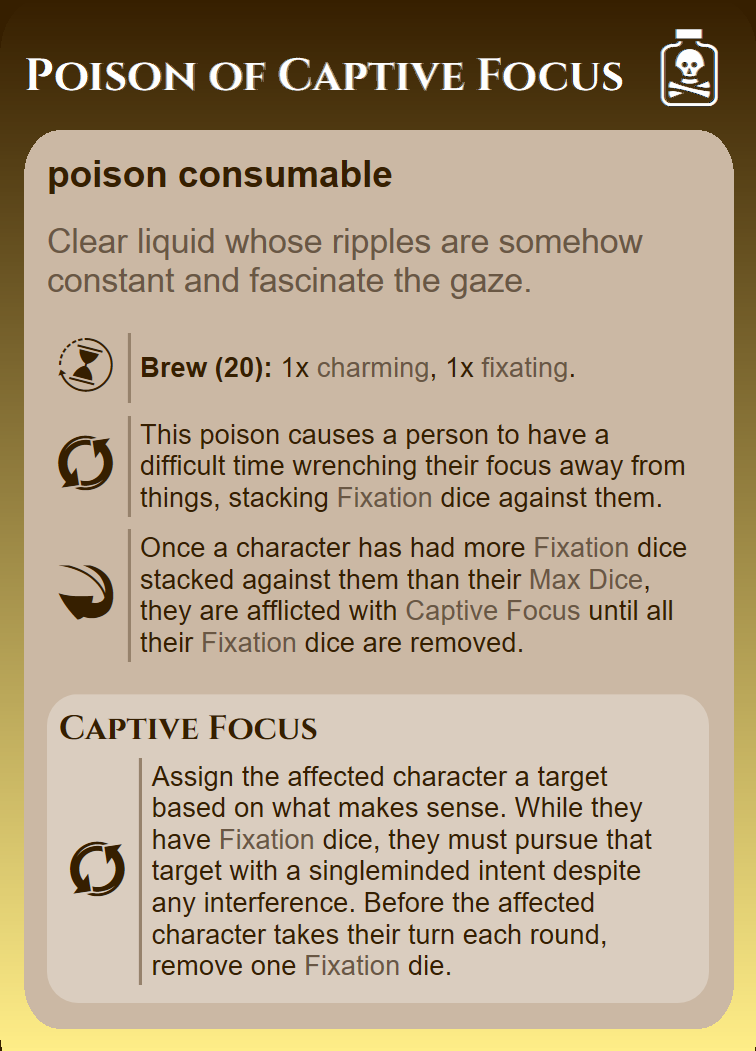 Poison of Captive Focus
poison consumable
Clear liquid whose ripples are somehow
constant and fascinate the gaze.
Brew (20): 1x charming, 1x fixating.
This poison causes a person to have a
difficult time wrenching their focus away from
things, stacking Fixation dice against them.
Once a character has had more Fixation dice
stacked against them than their Max Dice,
they are afflicted with Captive Focus until all
their Fixation dice are removed.
Captive Focus
Assign the affected character a target
based on what makes sense. While they
have Fixation dice, they must pursue that
target with a singleminded intent despite
any interference. Before the affected
character takes their turn each round,
remove one Fixation die.